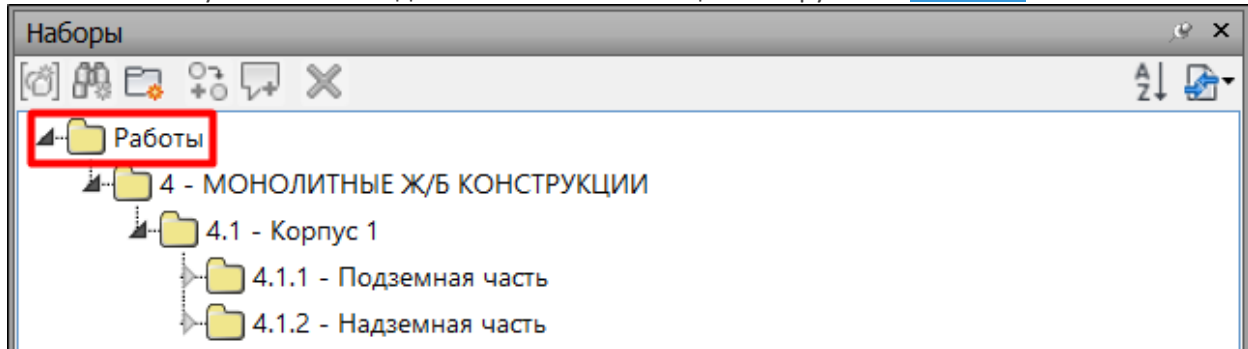 Наборы
Работы
4 - МОНОЛИТНЫЕ Ж/Б КОНСТРУКЦИИ
4.1 - Корпус 1
4.1.1 - Подземная часть
4.1.2 - Надземная часть